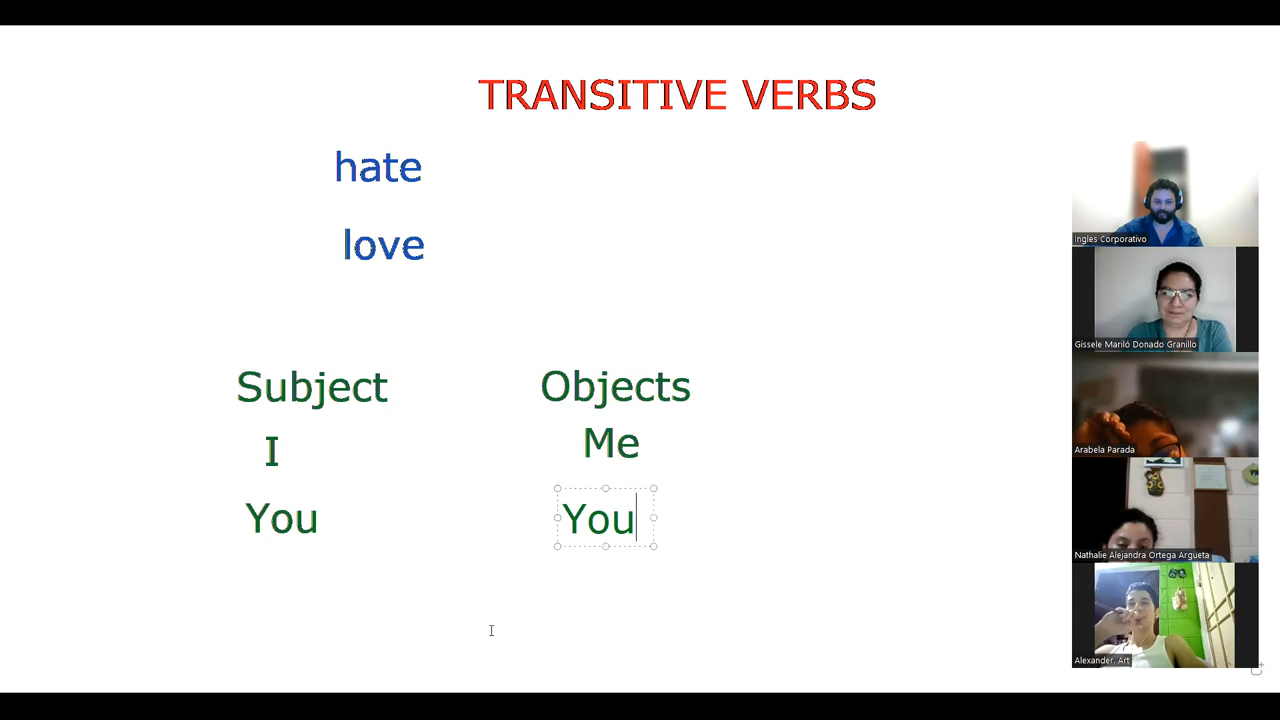 TRANSITIVE VERBS
hate
love
Subject Objects
I Me
You You
Ingles Corporativo
Gissele Mariló Donado Granillo
Arabela Parada
Nathalie Alejandra Ortega Argueta
Alexander. Art